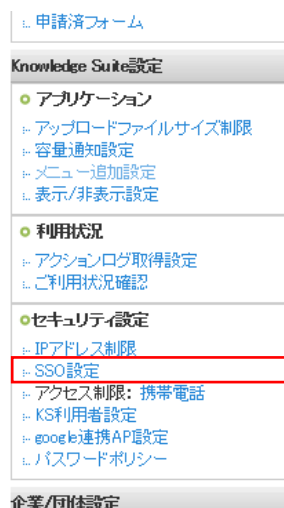 申請済フォーム
Knowledge Suite設定
アプリケーション
アップロードファイルサイズ制限
容量通知設定
メニュー追加設定
表示/非表示設定
利用状況
アクションログ取得設定
ご利用状況確認
セキュリティ設定
IPアドレス制限
SSO設定
アクセス制限: 携帯電話
KS利用者設定
google連携API設定
パスワードポリシー
企業/団体設定